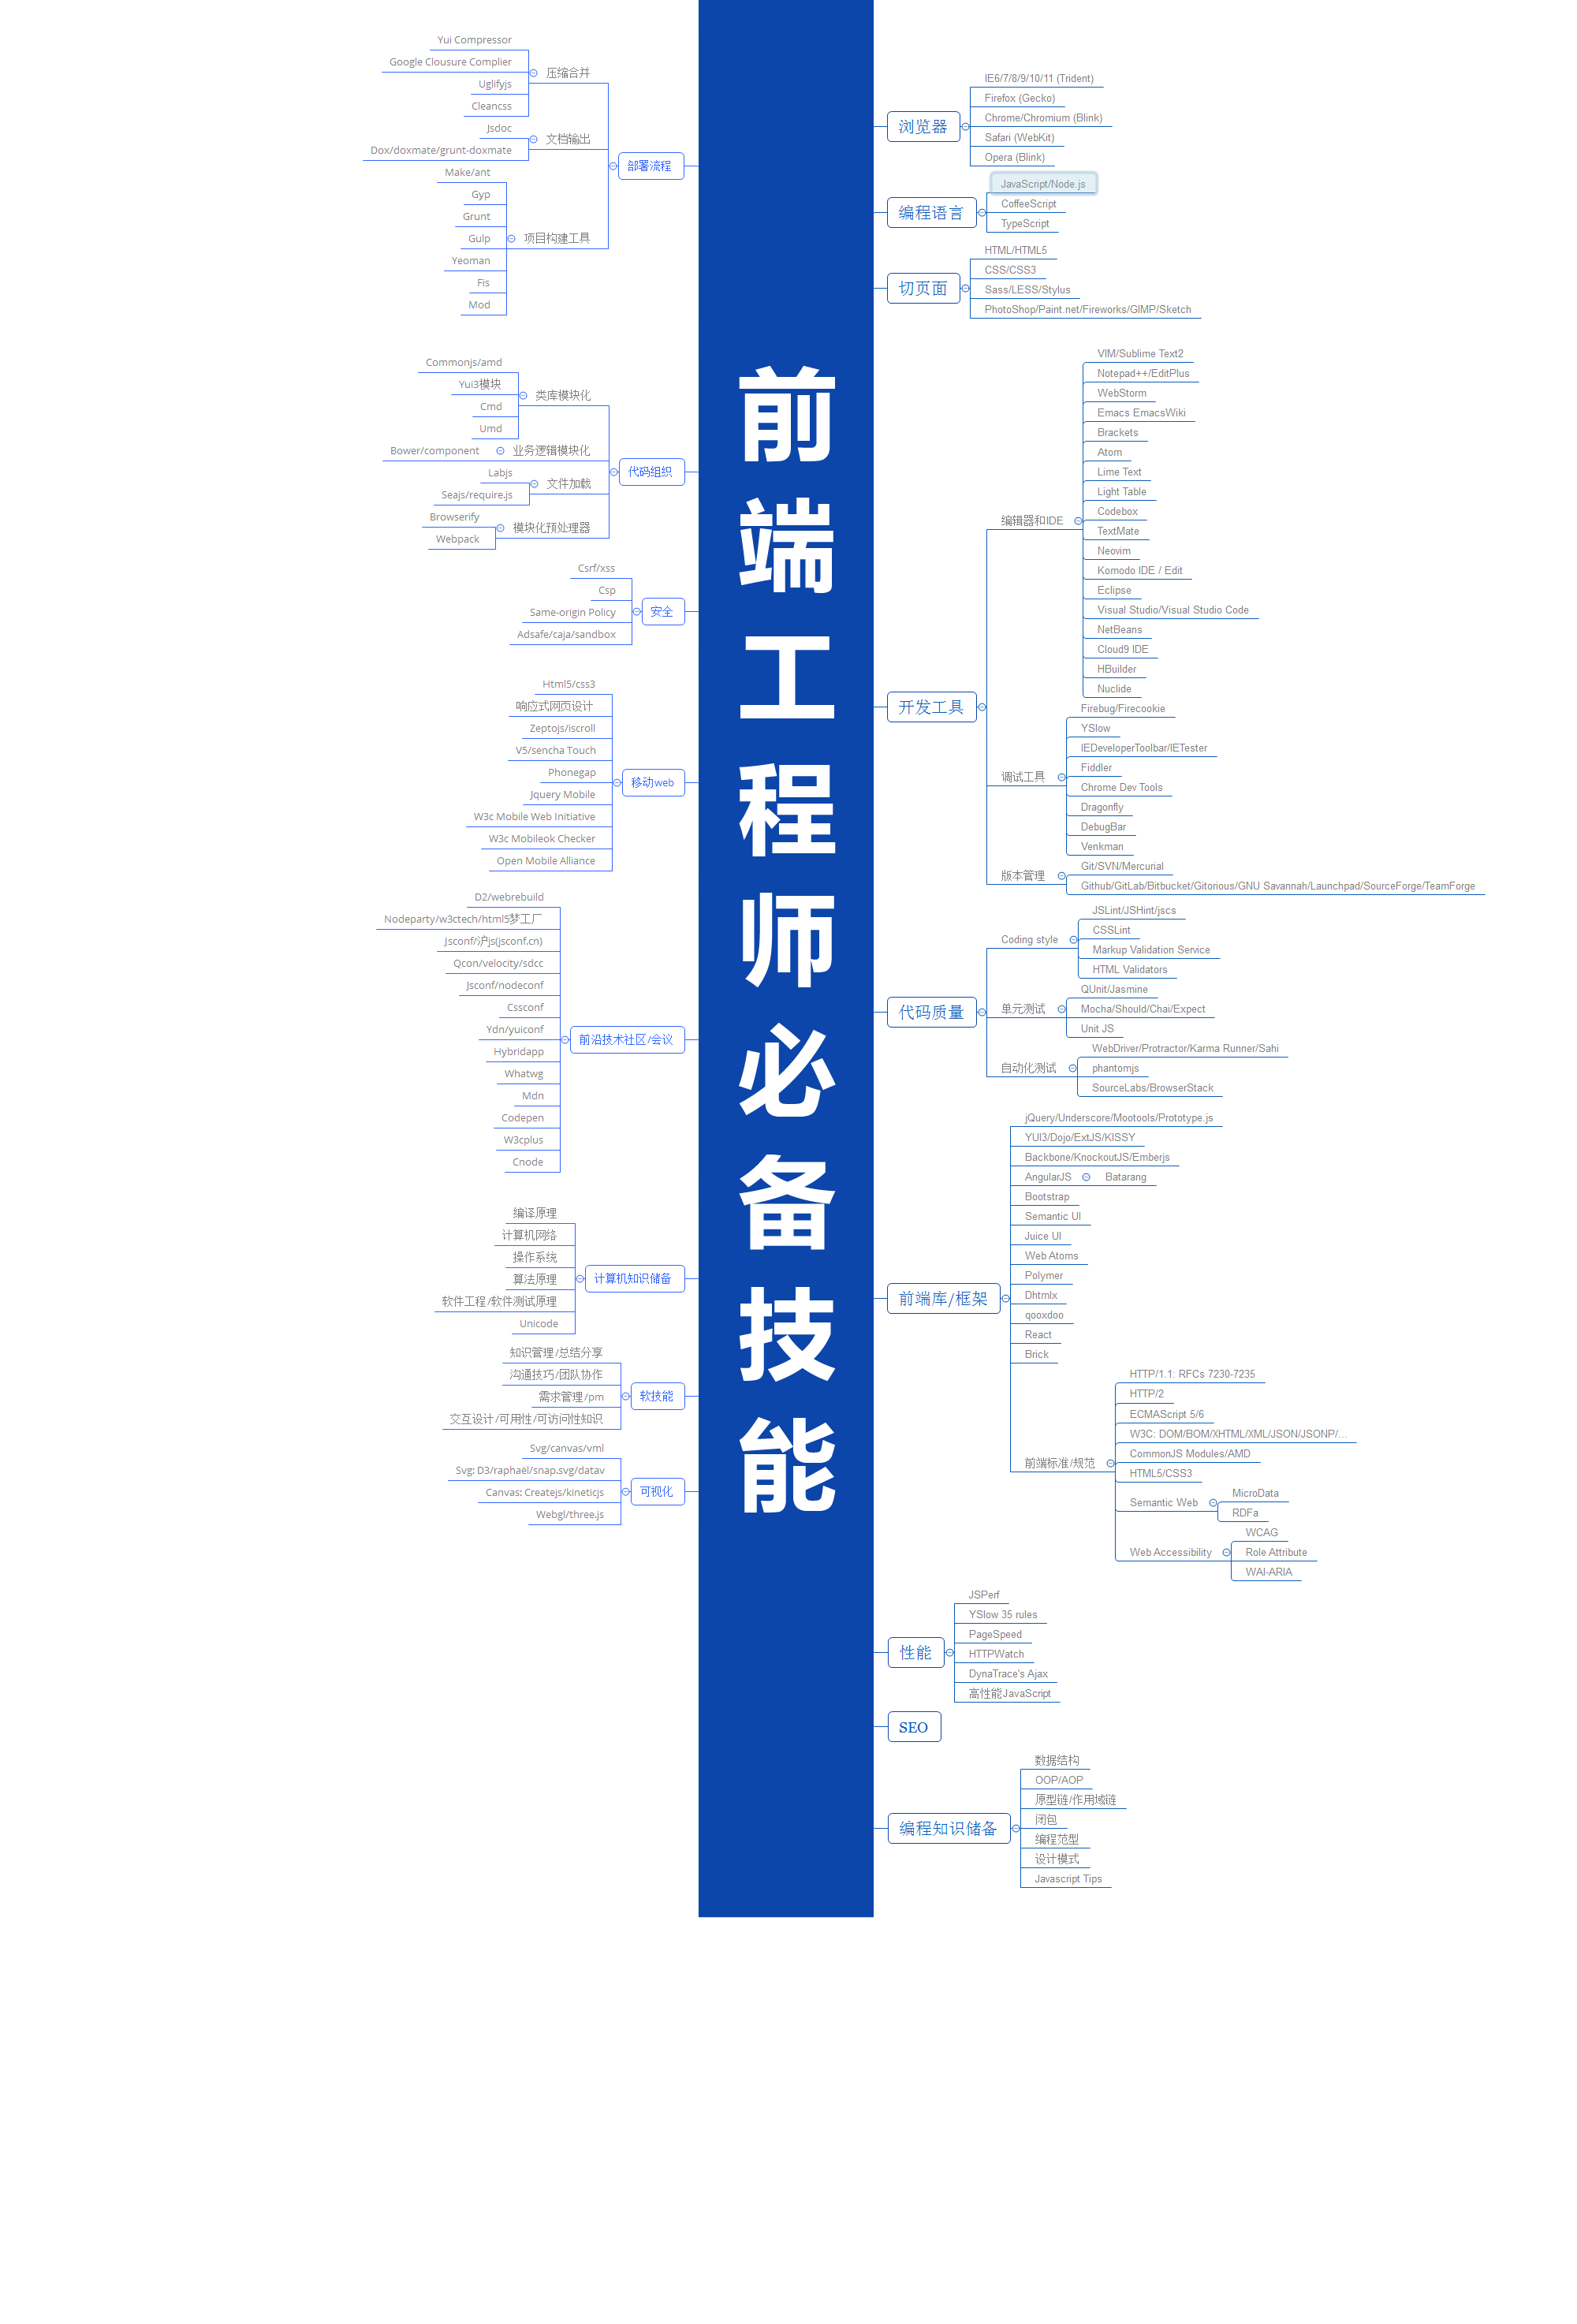 前
端
工
程
师
必
备
技
能
部署流程
压缩合并
Yui Compressor
Google Clousure Complier
Uglifyjs
Cleancss
文档输出
Jsdoc
Dox/doxmate/grunt-doxmate
项目构建工具
Make/ant
Gyp
Grunt
Gulp
Yeoman
Fis
Mod
代码组织
类库模块化
Commonjs/amd
Yui3模块
Cmd
Umd
业务逻辑模块化
Bower/component
文件加载
Labjs
Seajs/require.js
模块化预处理器
Browserify
Webpack
安全
Csrf/xss
Csp
Same-origin Policy
Adsafe/caja/sandbox
移动web
Html5/css3
响应式网页设计
Zeptojs/iscroll
V5/sencha Touch
Phonegap
Jquery Mobile
W3c Mobile Web Initiative
W3c Mobileok Checker
Open Mobile Alliance
前沿技术社区/会议
D2/webrebuild
Nodeparty/w3ctech/html5梦工厂
Jsconf/沪js(jsconf.cn)
Qcon/velocity/sdcc
Jsconf/nodeconf
Cssconf
Ydn/yuiconf
Hybridapp
Whatwg
Mdn
Codepen
W3cplus
Cnode
计算机知识储备
编译原理
计算机网络
操作系统
算法原理
软件工程/软件测试原理
Unicode
软技能
知识管理/总结分享
沟通技巧/团队协作
需求管理/pm
交互设计/可用性/可访问性知识
可视化
Svg/canvas/vml
Svg: D3/raphaël/snap.svg/datav
Canvas: Createjs/kineticjs
Webgl/three.js
浏览器
IE6/7/8/9/10/11 (Trident)
Firefox (Gecko)
Chrome/Chromium (Blink)
Safari (WebKit)
Opera (Blink)
编程语言
JavaScript/Node.js
CoffeeScript
TypeScript
切页面
HTML/HTML5
CSS/CSS3
Sass/LESS/Stylus
PhotoShop/Paint.net/Fireworks/GIMP/Sketch
开发工具
编辑器和IDE
VIM/Sublime Text2
Notepad++/EditPlus
WebStorm
Emacs EmacsWiki
Brackets
Atom
Lime Text
Light Table
Codebox
TextMate
Neovim
Komodo IDE / Edit
Eclipse
Visual Studio/Visual Studio Code
NetBeans
Cloud9 IDE
HBuilder
Nuclide
调试工具
Firebug/Firecookie
YSlow
IEDeveloperToolbar/IETester
Fiddler
Chrome Dev Tools
Dragonfly
DebugBar
Venkman
版本管理
Git/SVN/Mercurial
Github/GitLab/Bitbucket/Gitorious/GNU Savannah/Launchpad/SourceForge/TeamForge
代码质量
Coding style
JSLint/JSHint/jscs
CSSLint
Markup Validation Service
HTML Validators
单元测试
QUnit/Jasmine
Mocha/Should/Chai/Expect
Unit JS
自动化测试
WebDriver/Protractor/Karma Runner/Sahi
phantomjs
SourceLabs/BrowserStack
前端库/框架
jQuery/Underscore/Mootools/Prototype.js
YUI3/Dojo/ExtJS/KISSY
Backbone/KnockoutJS/Emberjs
AngularJS
Batarang
Bootstrap
Semantic UI
Juice UI
Web Atoms
Polymer
Dhtmlx
qooxdoo
React
Brick
前端标准/规范
HTTP/1.1: RFCs 7230-7235
HTTP/2
ECMAScript 5/6
W3C: DOM/BOM/XHTML/XML/JSON/JSONP/...
CommonJS Modules/AMD
HTML5/CSS3
Semantic Web
MicroData
RDFa
Web Accessibility
WCAG
Role Attribute
WAI-ARIA
性能
JSPerf
YSlow 35 rules
PageSpeed
HTTPWatch
DynaTrace's Ajax
高性能JavaScript
SEO
编程知识储备
数据结构
OOP/AOP
原型链/作用域链
闭包
编程范型
设计模式
Javascript Tips